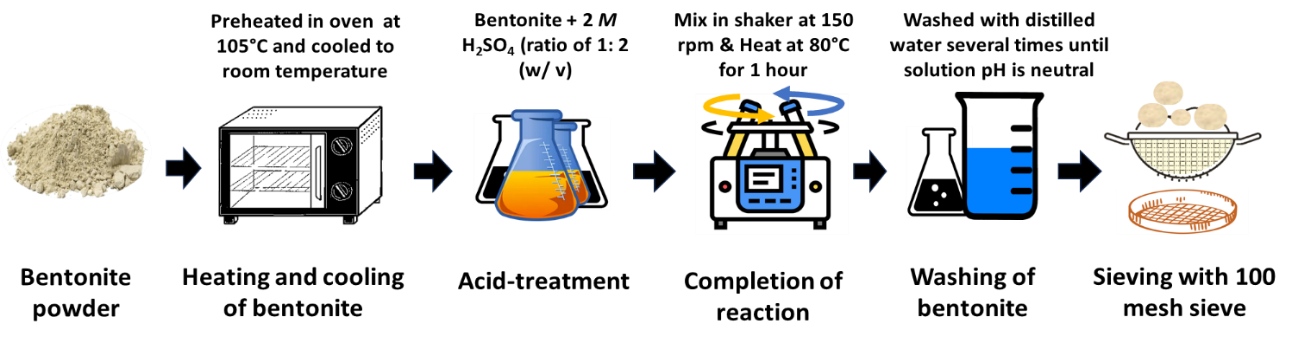 Preheated in oven at
105°C and cooled to
room temperature
Bentonite + 2 M
H₂SO₄ (ratio of 1: 2
(w/ v)
Mix in shaker at 150
rpm & Heat at 80°C
for 1 hour
Washed with distilled
water several times until
solution pH is neutral
Bentonite
powder
Heating and cooling
of bentonite
Acid-treatment
Completion of
reaction
Washing of
bentonite
Sieving with 100
mesh sieve